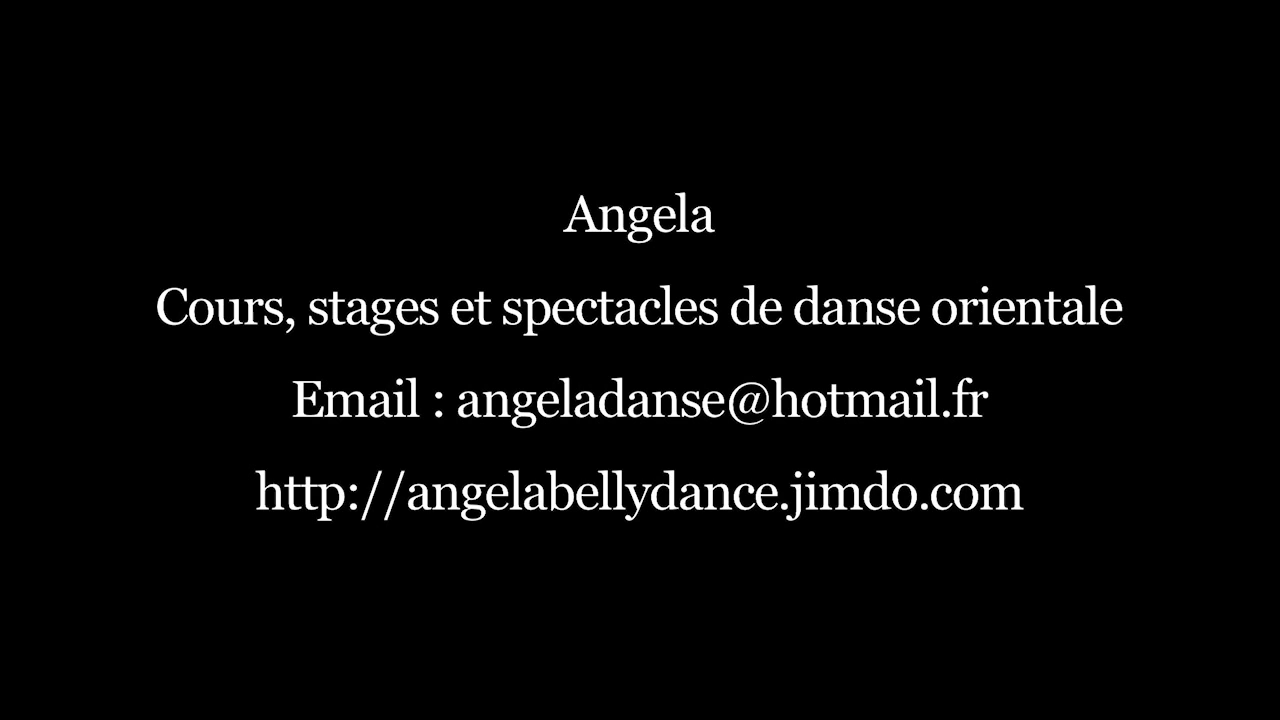 Angela
Cours, stages et spectacles de danse orientale
Email : angeladanse@hotmail.fr
http://angelabellydance.jimdo.com